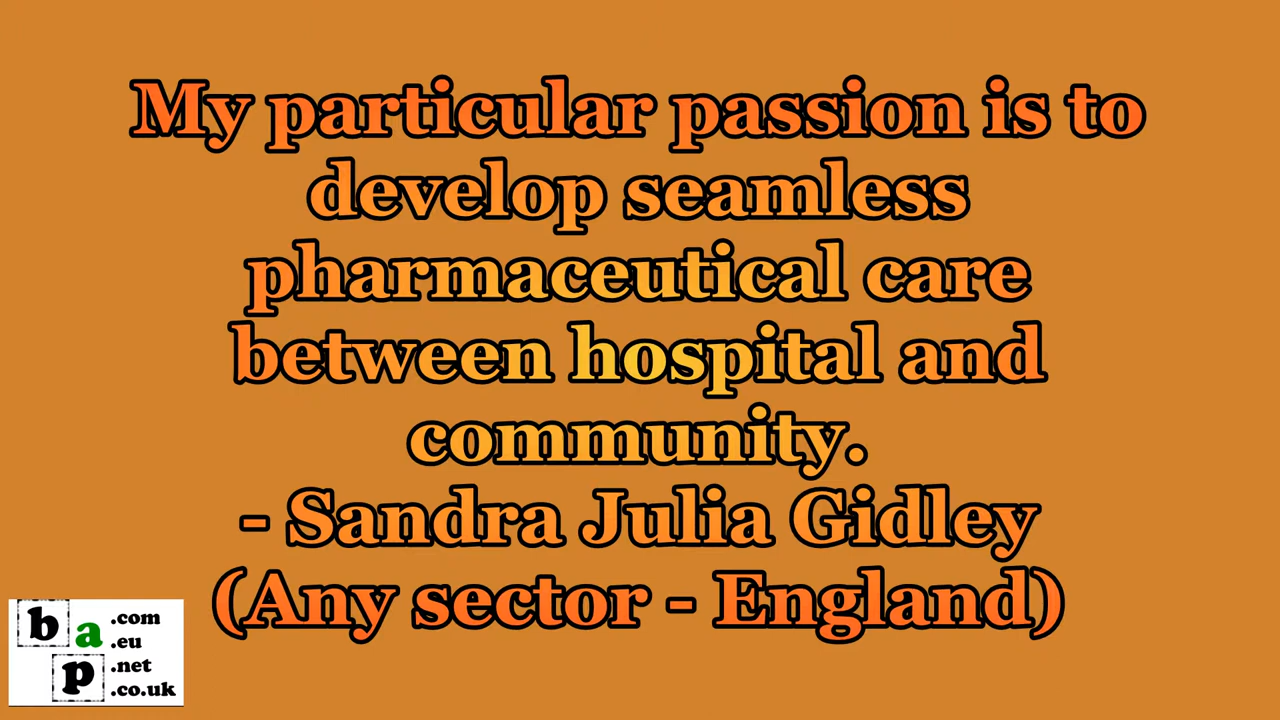 My particular passion is to
develop seamless
pharmaceutical care
between hospital and
community.
- Sandra Julia Gidley
(Any sector - England)
b a p
.com
.eu
.net
.co.uk